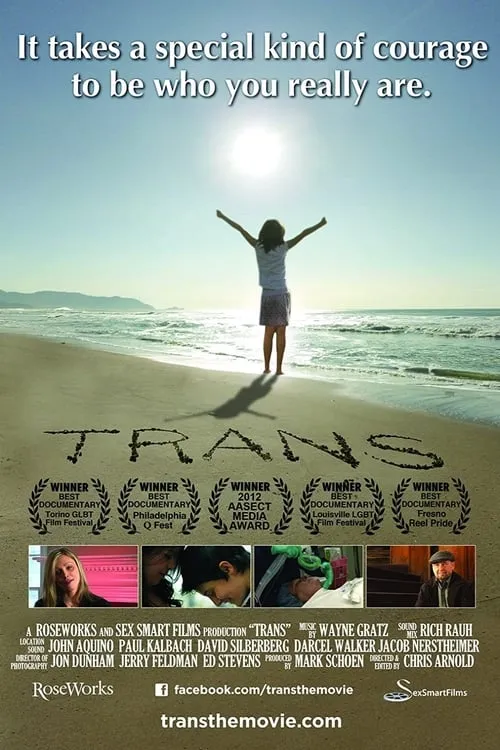 It takes a special kind of courage
to be who you really are.
TRANS
WINNER
BEST
DOCUMENTARY
Torino GLBT
Film Festival
WINNER
BEST
DOCUMENTARY
Philadelphia
Q Fest
WINNER
2012
AASECT
MEDIA
AWARD
WINNER
BEST
DOCUMENTARY
Louisville LGBT
Film Festival
WINNER
BEST
DOCUMENTARY
Fresno
Reel Pride
A ROSEWORKS AND SEX SMART FILMS PRODUCTION "TRANS" MUSIC BY WAYNE GRATZ SOUND MIX RICH RAUH
LOCATION SOUND JOHN AQUINO PAUL KALBACH DAVID SILBERBERG DARCEL WALKER JACOB NERSTHEIMER
DIRECTOR OF PHOTOGRAPHY JON DUNHAM JERRY FELDMAN ED STEVENS PRODUCED BY MARK SCHOEN DIRECTED & EDITED BY CHRIS ARNOLD
ROSEWORKS
f facebook.com/transthemovie
SexSmartFilms
transthemovie.com